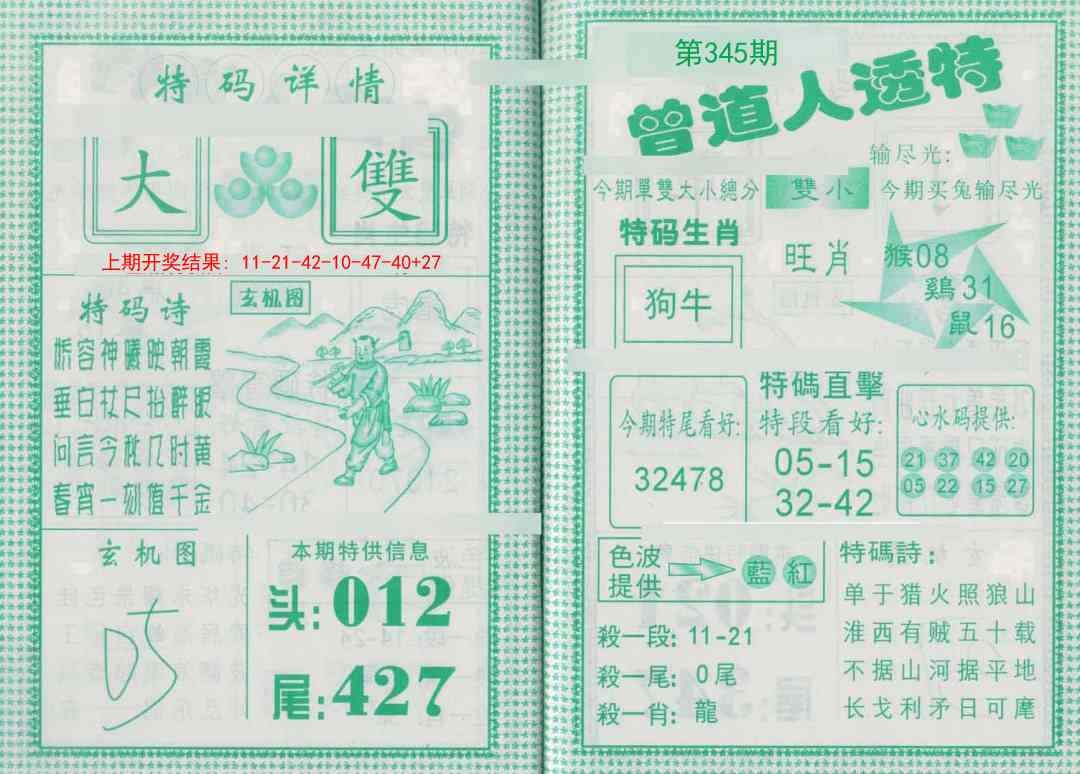 特码详情
大
雙
上期开奖结果: 11-21-42-10-47-40+27
特码诗
娇容神曦映朝霞
垂白杖尺抬醉眼
问言今秋几时黄
春宵一刻值千金
玄机图
玄机图
本期特供信息
头:012
尾:427
第345期
曾道人透特
输尽光:
今期單雙大小總分
雙小
今期买兔输尽光
特码生肖
狗牛
旺肖
猴08
鷄31
鼠16
今期特尾看好:
32478
特碼直擊
特段看好:
05-15
32-42
心水码提供:
21 37 42 20
05 22 15 27
色波
提供
藍 紅
殺一段: 11-21
殺一尾: 0尾
殺一肖: 龍
特碼詩:
单于猎火照狼山
淮西有贼五十载
不据山河据平地
长戈利矛日可麾